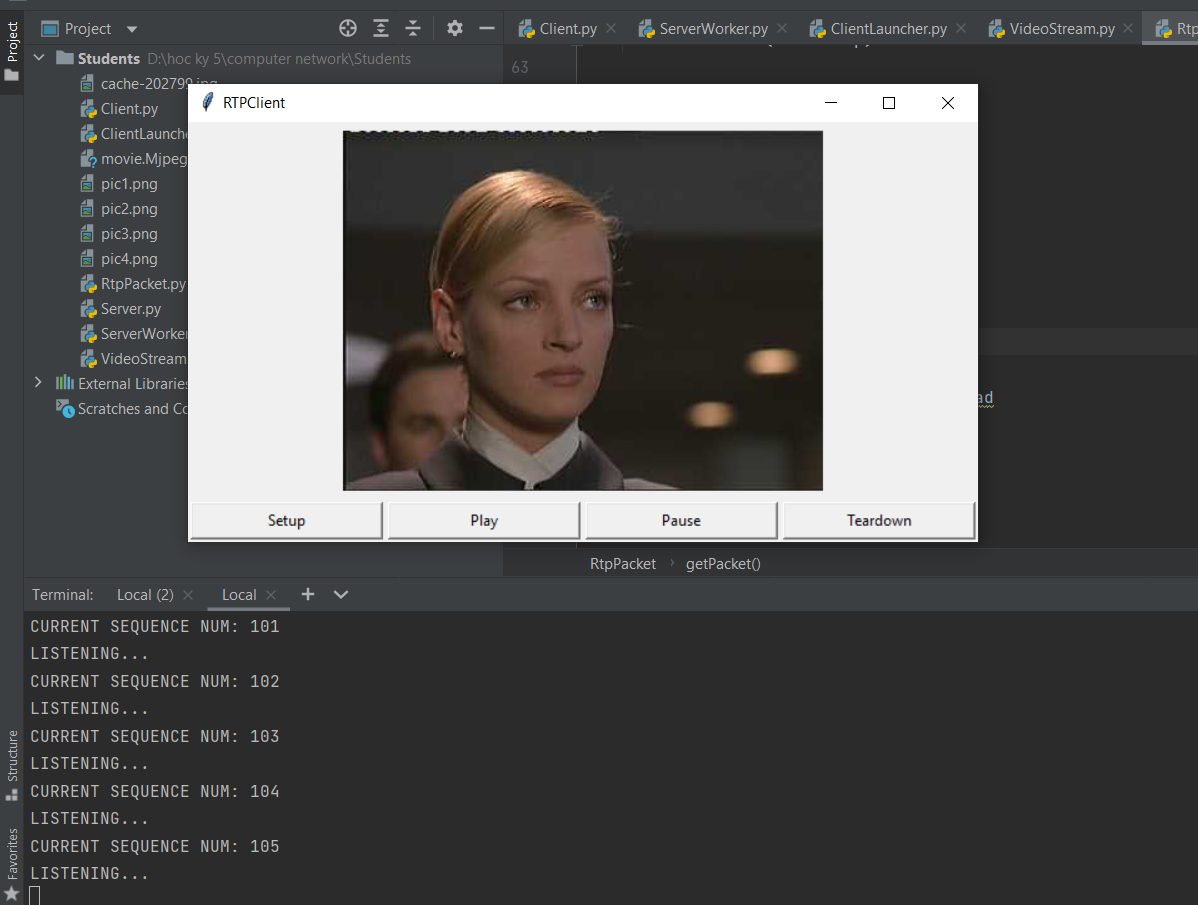 Project
Project
Client.py
ServerWorker.py
ClientLauncher.py
VideoStream.py
Rtp
Students D:\hoc ky 5\computer network\Students
63
cache-202799.jpg
Client.py
ClientLaunche
movie.Mjpeg
pic1.png
pic2.png
pic3.png
pic4.png
RtpPacket.py
Server.py
ServerWorker
VideoStream
External Libraries
Scratches and Co
RTPClient
ad
Setup Play Pause Teardown
RtpPacket › getPacket()
Terminal: Local (2) Local
CURRENT SEQUENCE NUM: 101
LISTENING...
CURRENT SEQUENCE NUM: 102
LISTENING...
CURRENT SEQUENCE NUM: 103
LISTENING...
CURRENT SEQUENCE NUM: 104
LISTENING...
CURRENT SEQUENCE NUM: 105
LISTENING...
Structure
Favorites